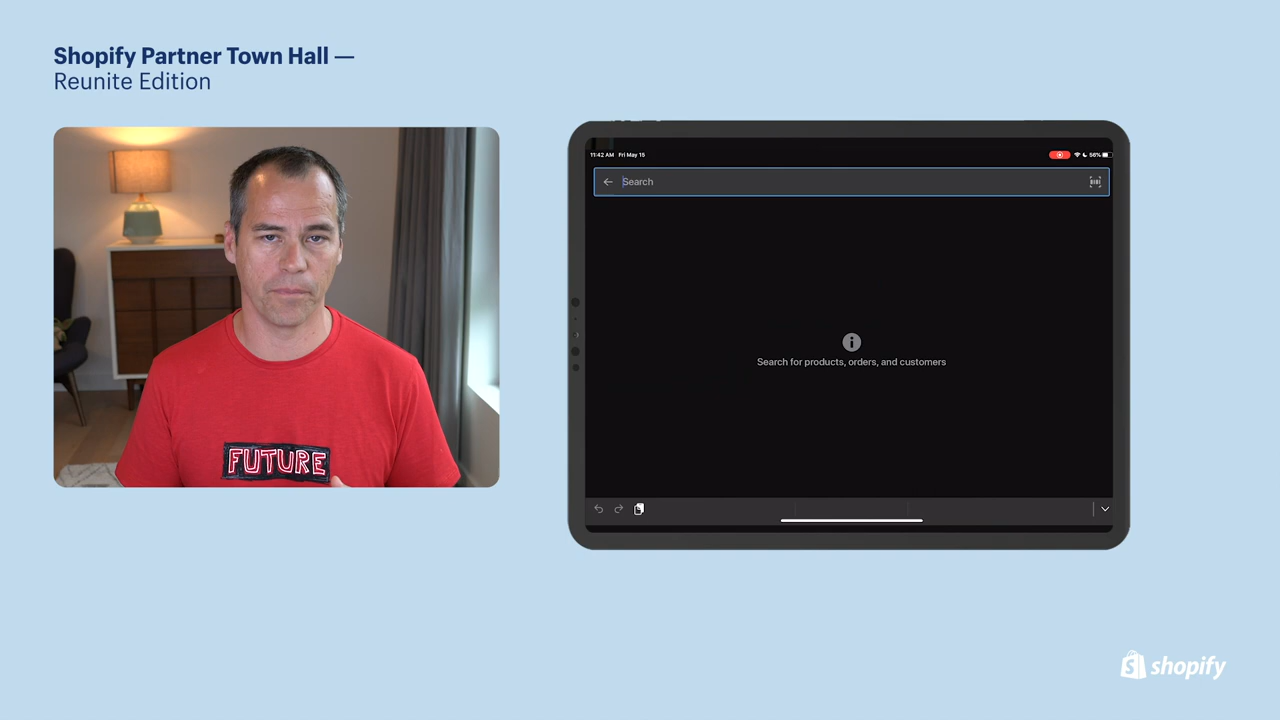 Shopify Partner Town Hall —
Reunite Edition
FUTURE
11:42 AM Fri May 15
56%
Search
Search for products, orders, and customers
shopify